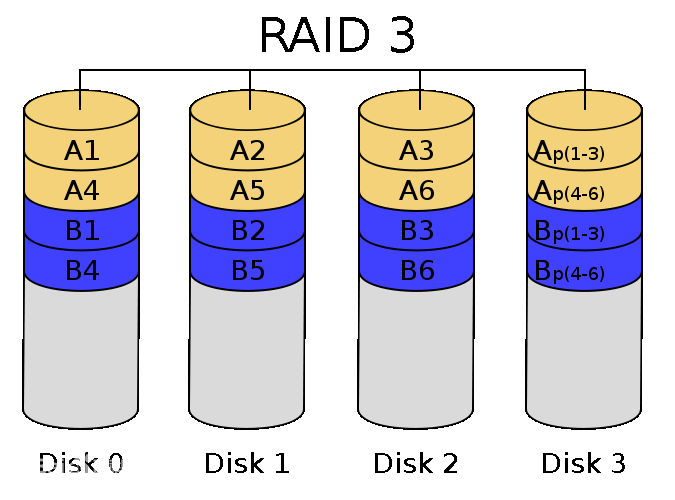 RAID 3
A1 A2 A3 Ap(1-3)
A4 A5 A6 Ap(4-6)
B1 B2 B3 Bp(1-3)
B4 B5 B6 Bp(4-6)
Disk 0 Disk 1 Disk 2 Disk 3